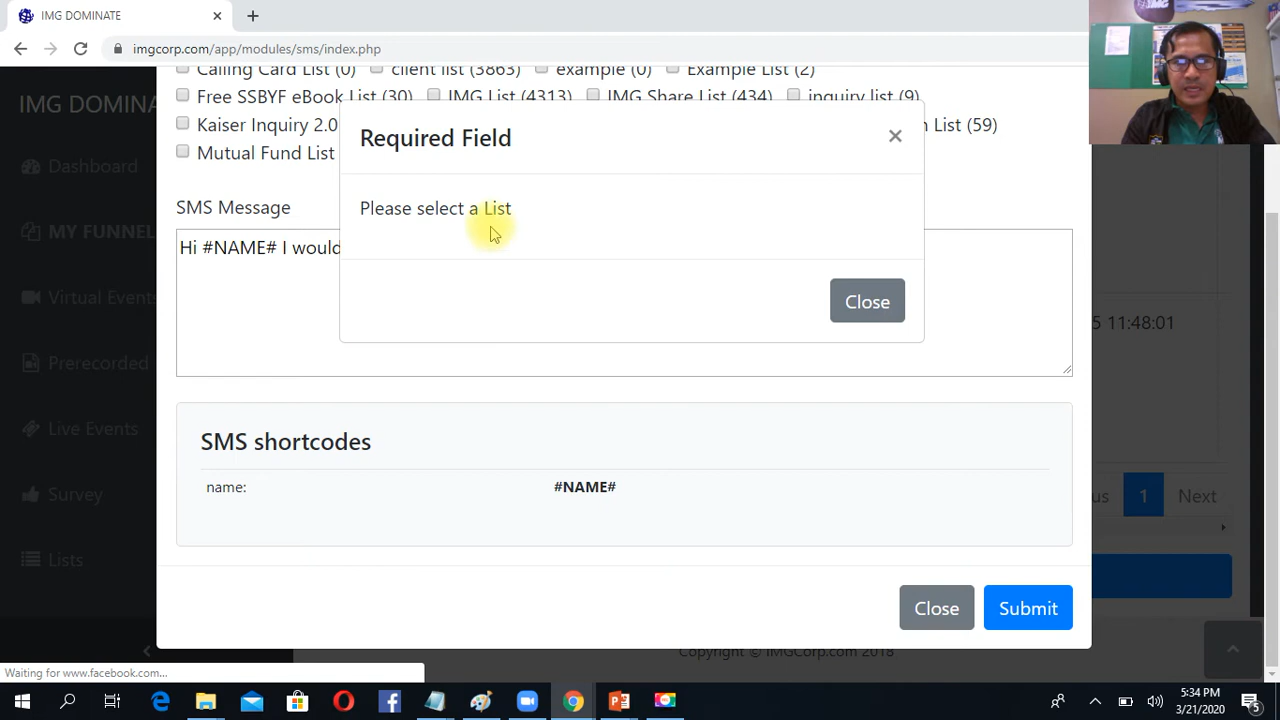 IMG DOMINATE
imgcorp.com/app/modules/sms/index.php
IMG DOMINA
Calling Card List (0) client list (3863) example (0) Example List (2)
Free SSBYF eBook List (30) IMG List (4313) IMG Share List (434) inquiry list (9)
Kaiser Inquiry 2.0 List (59)
Mutual Fund List
Required Field
×
Please select a List
Close
SMS Message
Hi #NAME# I would
SMS shortcodes
name: #NAME#
Close Submit
Dashboard
MY FUNNEL
Virtual Events
Prerecorded
Live Events
Survey
Lists
5 11:48:01
us 1 Next
Copyright © IMGCorp.com 2018
Waiting for www.facebook.com...
5:34 PM
3/21/2020
5